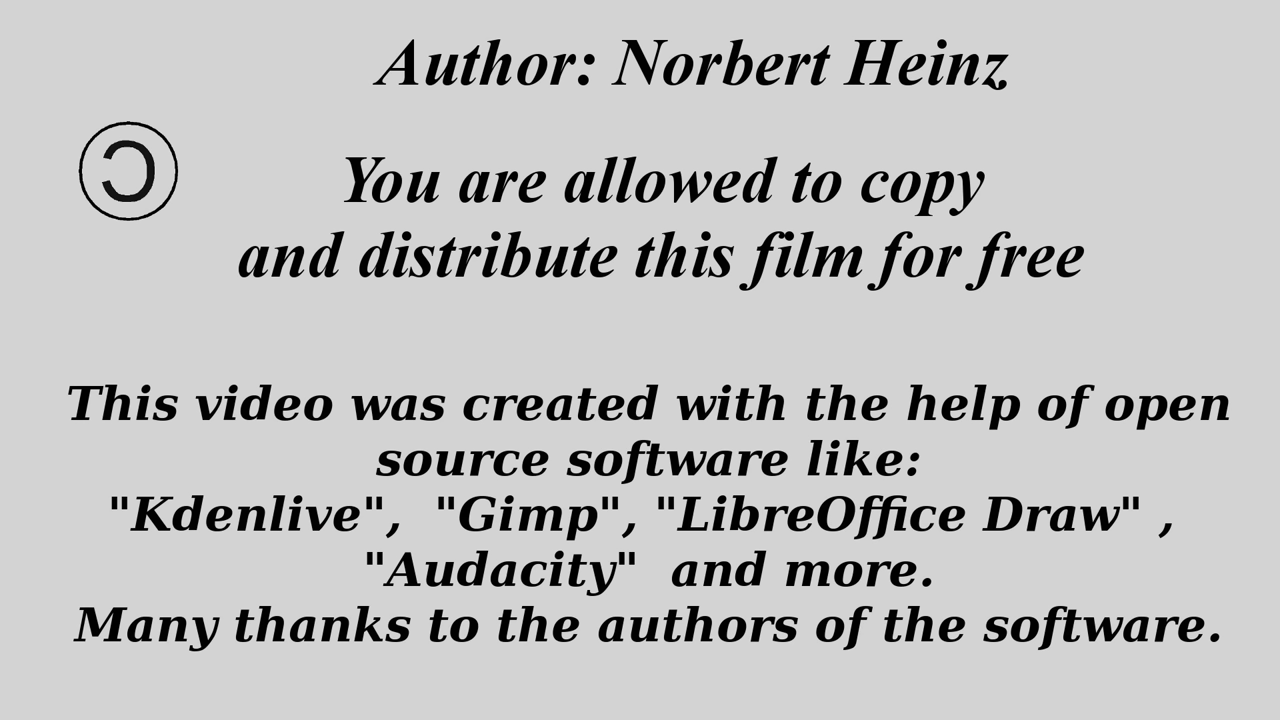 Author: Norbert Heinz
Ɔ
You are allowed to copy
and distribute this film for free
This video was created with the help of open
source software like:
"Kdenlive",  "Gimp", "LibreOffice Draw" ,
"Audacity"  and more.
Many thanks to the authors of the software.